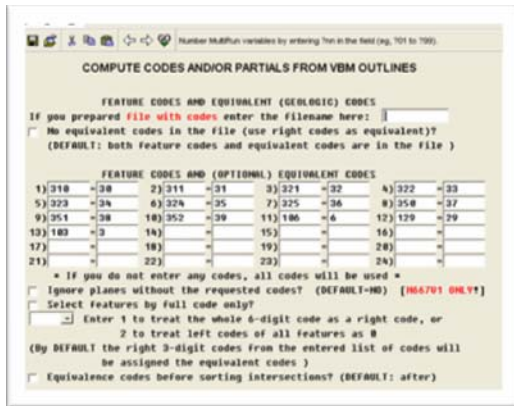 Number MultiRun variables by entering ?nn in the field (eg, ?01 to ?99).
COMPUTE CODES AND/OR PARTIALS FROM VBM OUTLINES
FEATURE CODES AND EQUIVALENT (GEOLOGIC) CODES
If you prepared file with codes enter the filename here:
No equivalent codes in the file (use right codes as equivalent)?
(DEFAULT: both feature codes and equivalent codes are in the file )
FEATURE CODES AND (OPTIONAL) EQUIVALENT CODES
1) 310 = 30 2) 311 = 31 3) 321 = 32 4) 322 = 33
5) 323 = 34 6) 324 = 35 7) 325 = 36 8) 350 = 37
9) 351 = 38 10) 352 = 39 11) 106 = 6 12) 129 = 29
13) 103 = 3 14) = 15) = 16) =
17) = 18) = 19) = 20) =
21) = 22) = 23) = 24) =
* If you do not enter any codes, all codes will be used *
Ignore planes without the requested codes? (DEFAULT=NO) [M667V1 ONLY!]
Select features by full code only?
Enter 1 to treat the whole 6-digit code as a right code, or
2 to treat left codes of all features as 0
(By DEFAULT the right 3-digit codes from the entered list of codes will
be assigned the equivalent codes )
Equivalence codes before sorting intersections? (DEFAULT: after)